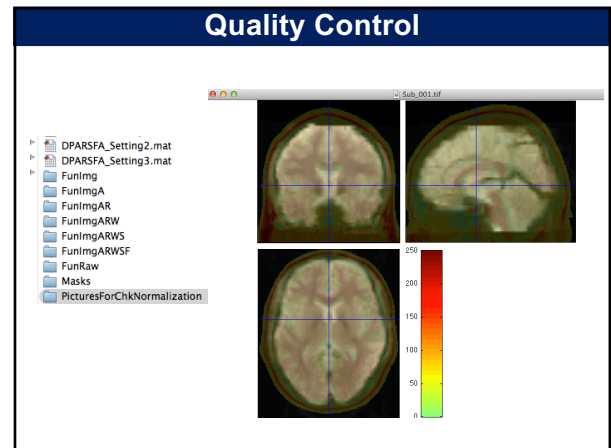 Quality Control
Sub_001.tif
DPARSFA_Setting2.mat
DPARSFA_Setting3.mat
FunImg
FunImgA
FunImgAR
FunImgARW
FunImgARWS
FunImgARWSF
FunRaw
Masks
PicturesForChkNormalization
250
200
150
100
50
0